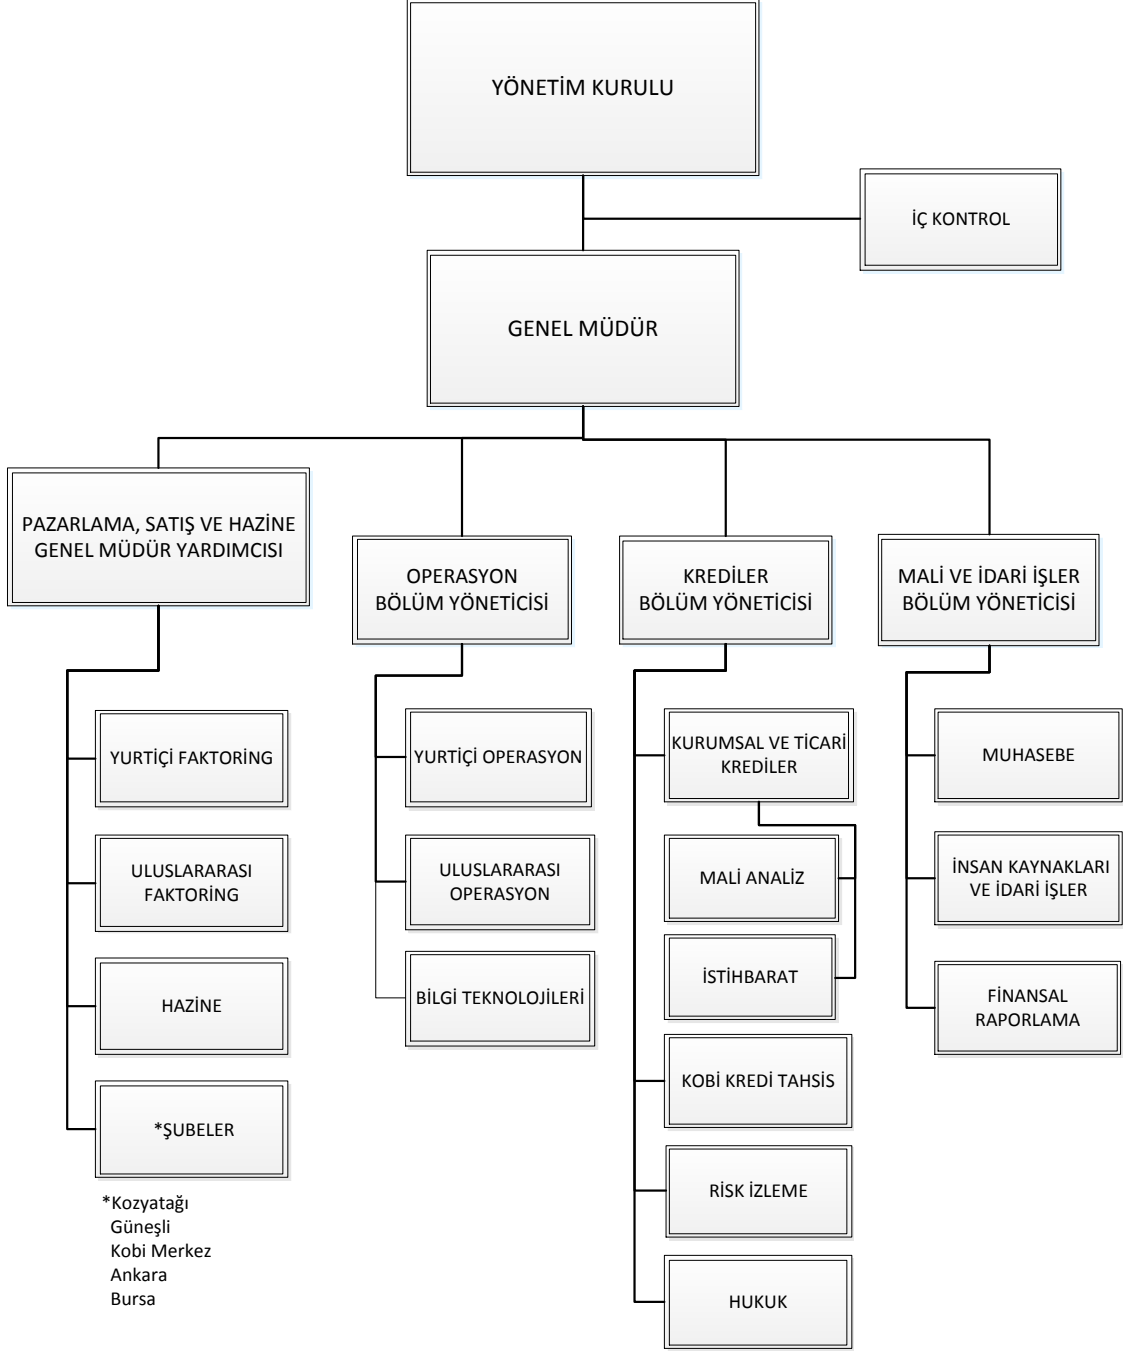 YÖNETİM KURULU
İÇ KONTROL
GENEL MÜDÜR
PAZARLAMA, SATIŞ VE HAZİNE
GENEL MÜDÜR YARDIMCISI
OPERASYON
BÖLÜM YÖNETİCİSİ
KREDİLER
BÖLÜM YÖNETİCİSİ
MALİ VE İDARİ İŞLER
BÖLÜM YÖNETİCİSİ
YURTİÇİ FAKTORİNG
ULUSLARARASI
FAKTORİNG
HAZİNE
*ŞUBELER
*Kozyatağı
Güneşli
Kobi Merkez
Ankara
Bursa
YURTİÇİ OPERASYON
ULUSLARARASI
OPERASYON
BİLGİ TEKNOLOJİLERİ
KURUMSAL VE TİCARİ
KREDİLER
MALİ ANALİZ
İSTİHBARAT
KOBİ KREDİ TAHSİS
RİSK İZLEME
HUKUK
MUHASEBE
İNSAN KAYNAKLARI
VE İDARİ İŞLER
FİNANSAL
RAPORLAMA